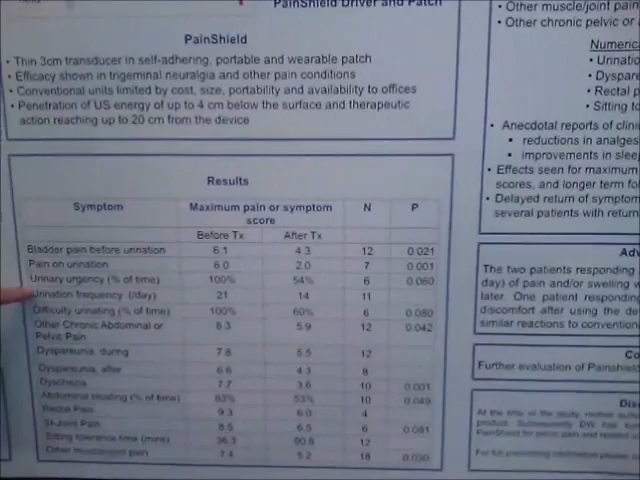 PainShield Driver and Patch
PainShield
• Thin 3cm transducer in self-adhering, portable and wearable patch
• Efficacy shown in trigeminal neuralgia and other pain conditions
• Conventional units limited by cost, size, portability and availability to offices
• Penetration of US energy of up to 4 cm below the surface and therapeutic
action reaching up to 20 cm from the device
Results
Symptom Maximum pain or symptom score N P
Before Tx After Tx
Bladder pain before urination 6.1 4.3 12 0.021
Pain on urination 6.0 2.0 7 0.001
Urinary urgency (% of time) 100% 54% 6 0.060
Urination frequency (/day) 21 14 11
Difficulty urinating (% of time) 100% 60% 6 0.080
Other Chronic Abdominal or Pelvic Pain 8.3 5.9 12 0.042
Dyspareunia, during 7.8 5.5 12
Dyspareunia, after 6.6 4.3 8
Dyschezia 7.7 3.6 10 0.001
Abdominal bloating (% of time) 83% 53% 10 0.049
Rectal Pain 9.3 6.0 4
SI-Joint Pain 8.5 6.5 6 0.081
Sitting tolerance time (mins) 36.3 90.8 12
Other muscle/joint pain 7.4 5.2 18 0.030
• Other muscle/joint pain
• Other chronic pelvic or
Numeric
• Urinatio
• Dyspare
• Rectal p
• Sitting to
• Anecdotal reports of clinic
▪ reductions in analges
▪ improvements in slee
• Effects seen for maximum
scores, and longer term fo
• Delayed return of symptom
several patients with return
Adv
The two patients responding
day) of pain and/or swelling w
later. One patient respondin
discomfort after using the de
similar reactions to convention
Co
Further evaluation of Painshield
Dis